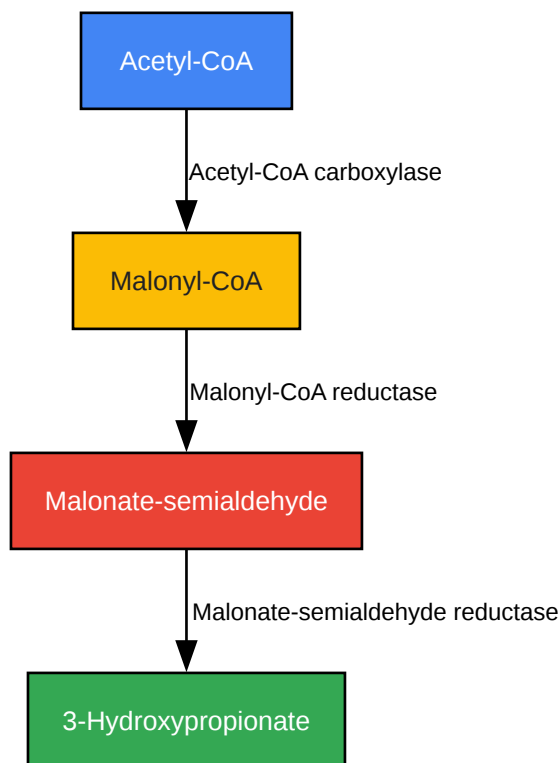 Acetyl-CoA
Acetyl-CoA carboxylase
Malonyl-CoA
Malonyl-CoA reductase
Malonate-semialdehyde
Malonate-semialdehyde reductase
3-Hydroxypropionate